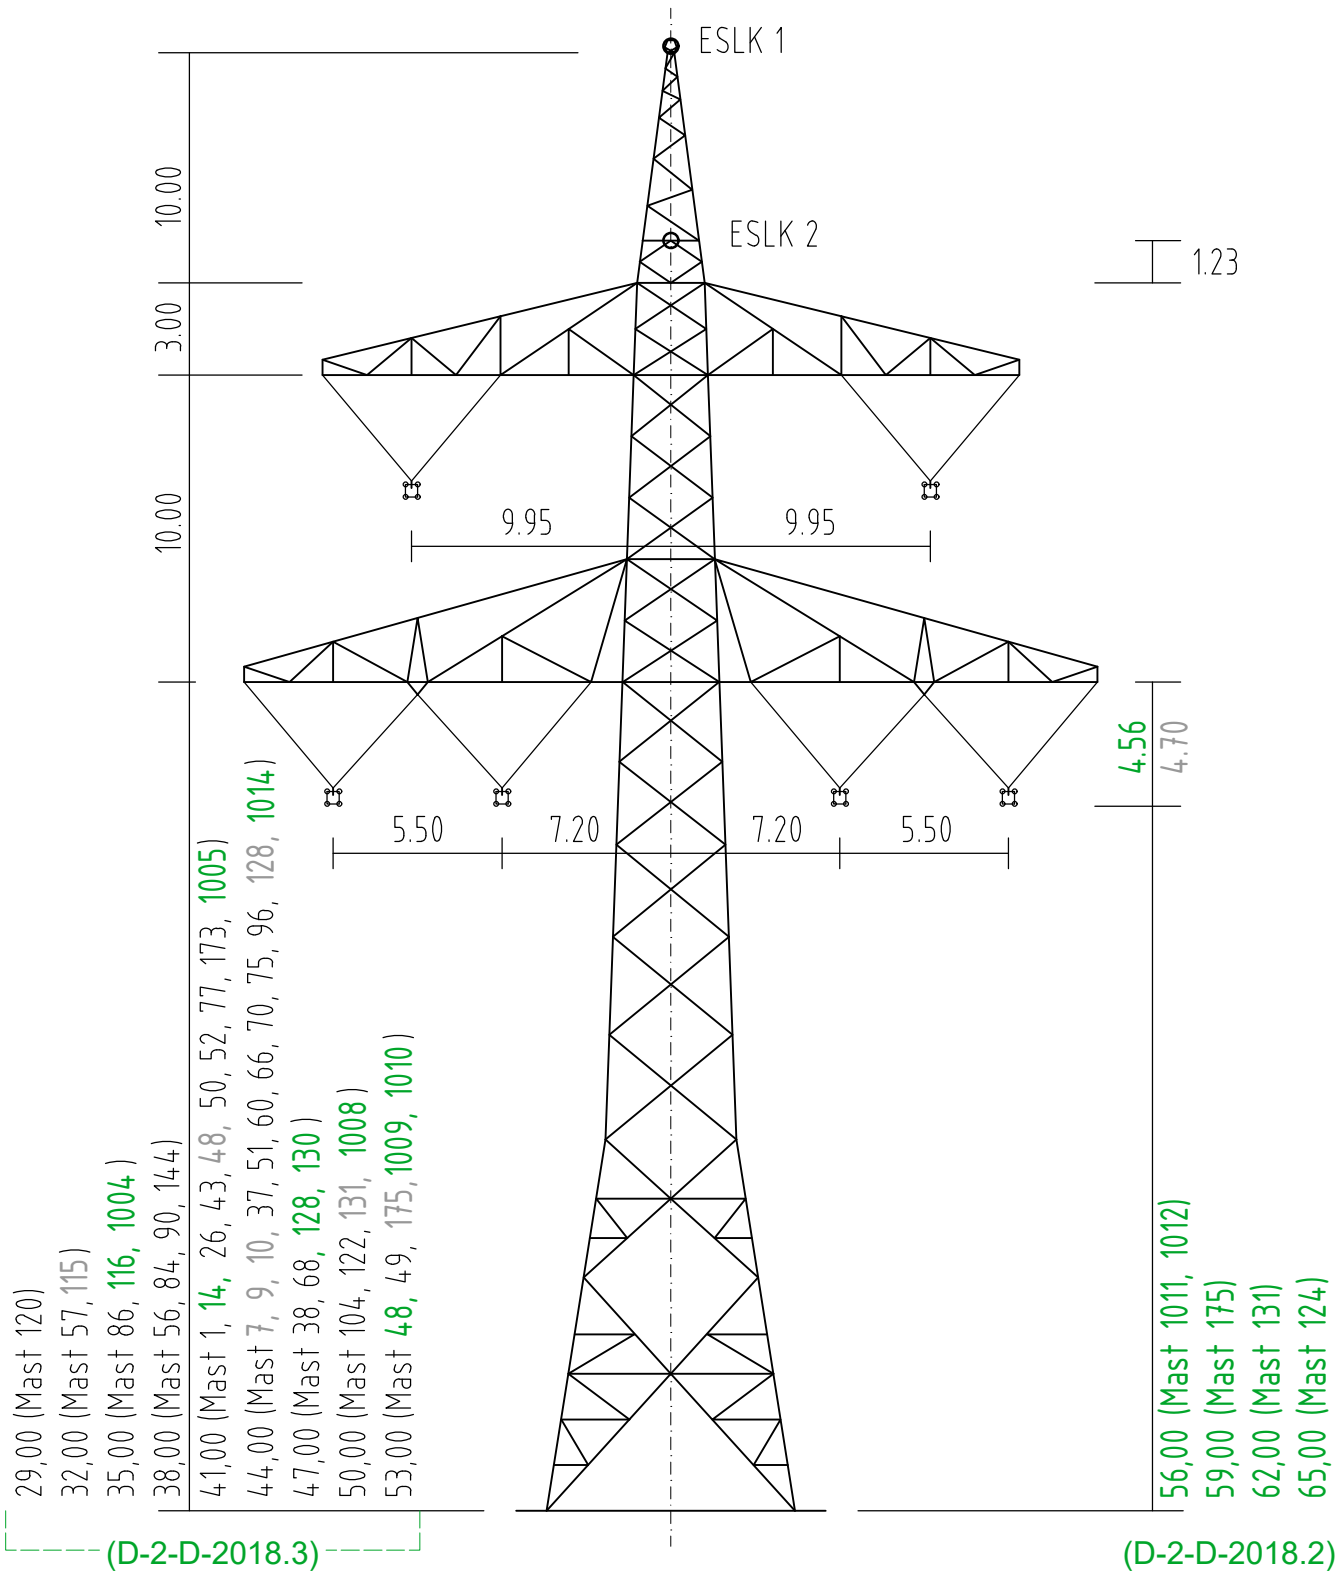 ESLK 1
10.00
ESLK 2
1.23
3.00
10.00
9.95
9.95
4.56
4.70
5.50
7.20
7.20
5.50
29,00 (Mast 120)
32,00 (Mast 57, 115)
35,00 (Mast 86, 116, 1004)
38,00 (Mast 56, 84, 90, 144)
41,00 (Mast 1, 14, 26, 43, 48, 50, 52, 77, 173, 1005)
44,00 (Mast 7, 9, 10, 37, 51, 60, 66, 70, 75, 96, 128, 1014)
47,00 (Mast 38, 68, 128, 130)
50,00 (Mast 104, 122, 131, 1008)
53,00 (Mast 48, 49, 175, 1009, 1010)
56,00 (Mast 1011, 1012)
59,00 (Mast 175)
62,00 (Mast 131)
65,00 (Mast 124)
(D-2-D-2018.3)
(D-2-D-2018.2)